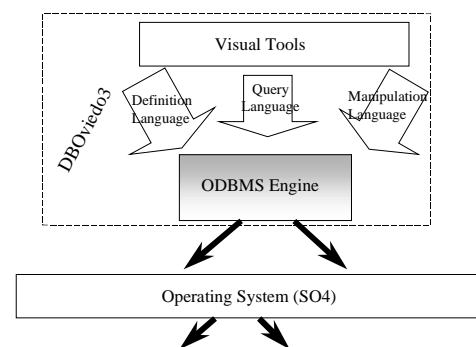 Visual Tools
Definition
Language
Query
Language
Manipulation
Language
DBOviedo3
ODBMS Engine
Operating System (SO4)